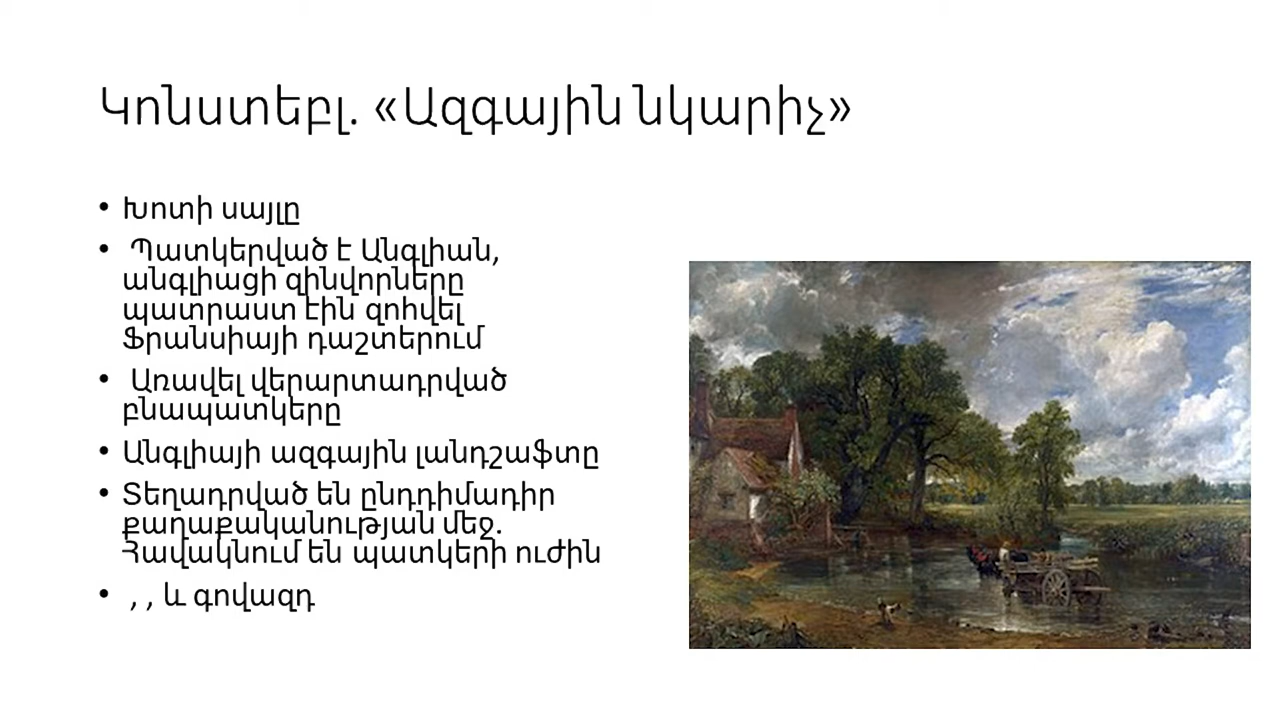 Կոնստեբլ. «Ազգային նկարիչ»
• Խոտի սայլը
• Պատկերված է Անգլիան,
անգլիացի զինվորները
պատրաստ էին զոհվել
Ֆրանսիայի դաշտերում
• Առավել վերարտադրված
բնապատկերը
• Անգլիայի ազգային լանդշաֆտը
• Տեղադրված են ընդդիմադիր
քաղաքականության մեջ.
Հավակնում են պատկերի ուժին
• , , և գովազդ